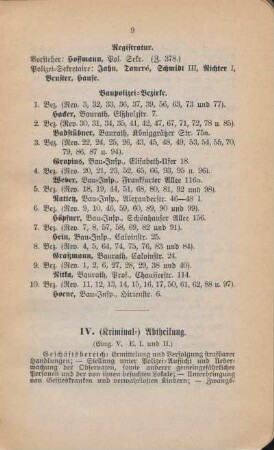 9
Registratur.
Vorsteher: Hoffmann, Pol. Sekr. (Z. 378.)
Polizei-Sekretaire: Jahn, Schmidt III, Richter I,
Beuster, Haufe.
Baupolizei-Bezirke.
1. Bez. (Rev. 3, 32, 33, 36, 37, 39, 56, 63, 73 und 77).
Hacker, Baurath, Eißholzstr. 7.
2. Bez. (Rev. 30, 31, 34, 35, 41, 42, 47, 67, 71, 72, 78 u. 85).
Badstübner, Baurath, Königgrätzer Str. 75a.
3. Bez. (Rev. 22, 24, 25, 26, 43, 45, 48, 49, 53, 54, 55, 70,
79, 86, 87 u. 94).
Gropius, Bau-Insp., Elisabeth-Ufer 18.
4. Bez. (Rev. 20, 21, 23, 52, 65, 66, 90, 93, 95 u. 96).
Bau-Insp., Frankfurter Allee 116a.
5. Bez. (Rev. 18, 19, 44, 51, 68, 80, 81, 92 und 98).
Natteß, Bau-Insp., Alexanderstr. 46—48 I.
6. Bez. (Rev. 9, 10, 46, 50, 60, 89, 91 und 99).
Höpfner, Bau-Insp., Schönhauser Allee 156.
7. Bez. (Rev. 7, 8, 57, 58, 69, 82 und 91).
Hein, Bau-Insp., Calvinstr. 25.
8. Bez. (Rev. 4, 5, 64, 74, 75, 76, 83 und 84).
Graßmann, Baurath, Calvinstr. 24.
9. Bez. (Rev. 1, 2, 6, 27, 28, 29, 38 und 40).
Nitka, Baurath, Prof., Chausseestr. 114.
10. Bez. (Rev. 11, 12, 13, 14, 15, 16, 17, 50, 61, 62, 88 u. 97)
Hoene, Bau-Insp., Hirtenstr. 6.
IV. (Kriminal-) Abtheilung.
(Eing. V. E. I. und II.)
Geschäftsbereich: Ermittelung und Verfolgung strafbarer
Handlungen; — Stellung unter Polizei-Aufsicht und Ueber-
wachung der Observaten, sowie anderer gemeingefährlicher
Personen und der von ihnen besuchten Lokale; — Unterbringung
von Geisteskranken und verwahrlosten Kindern; — Zwangs-